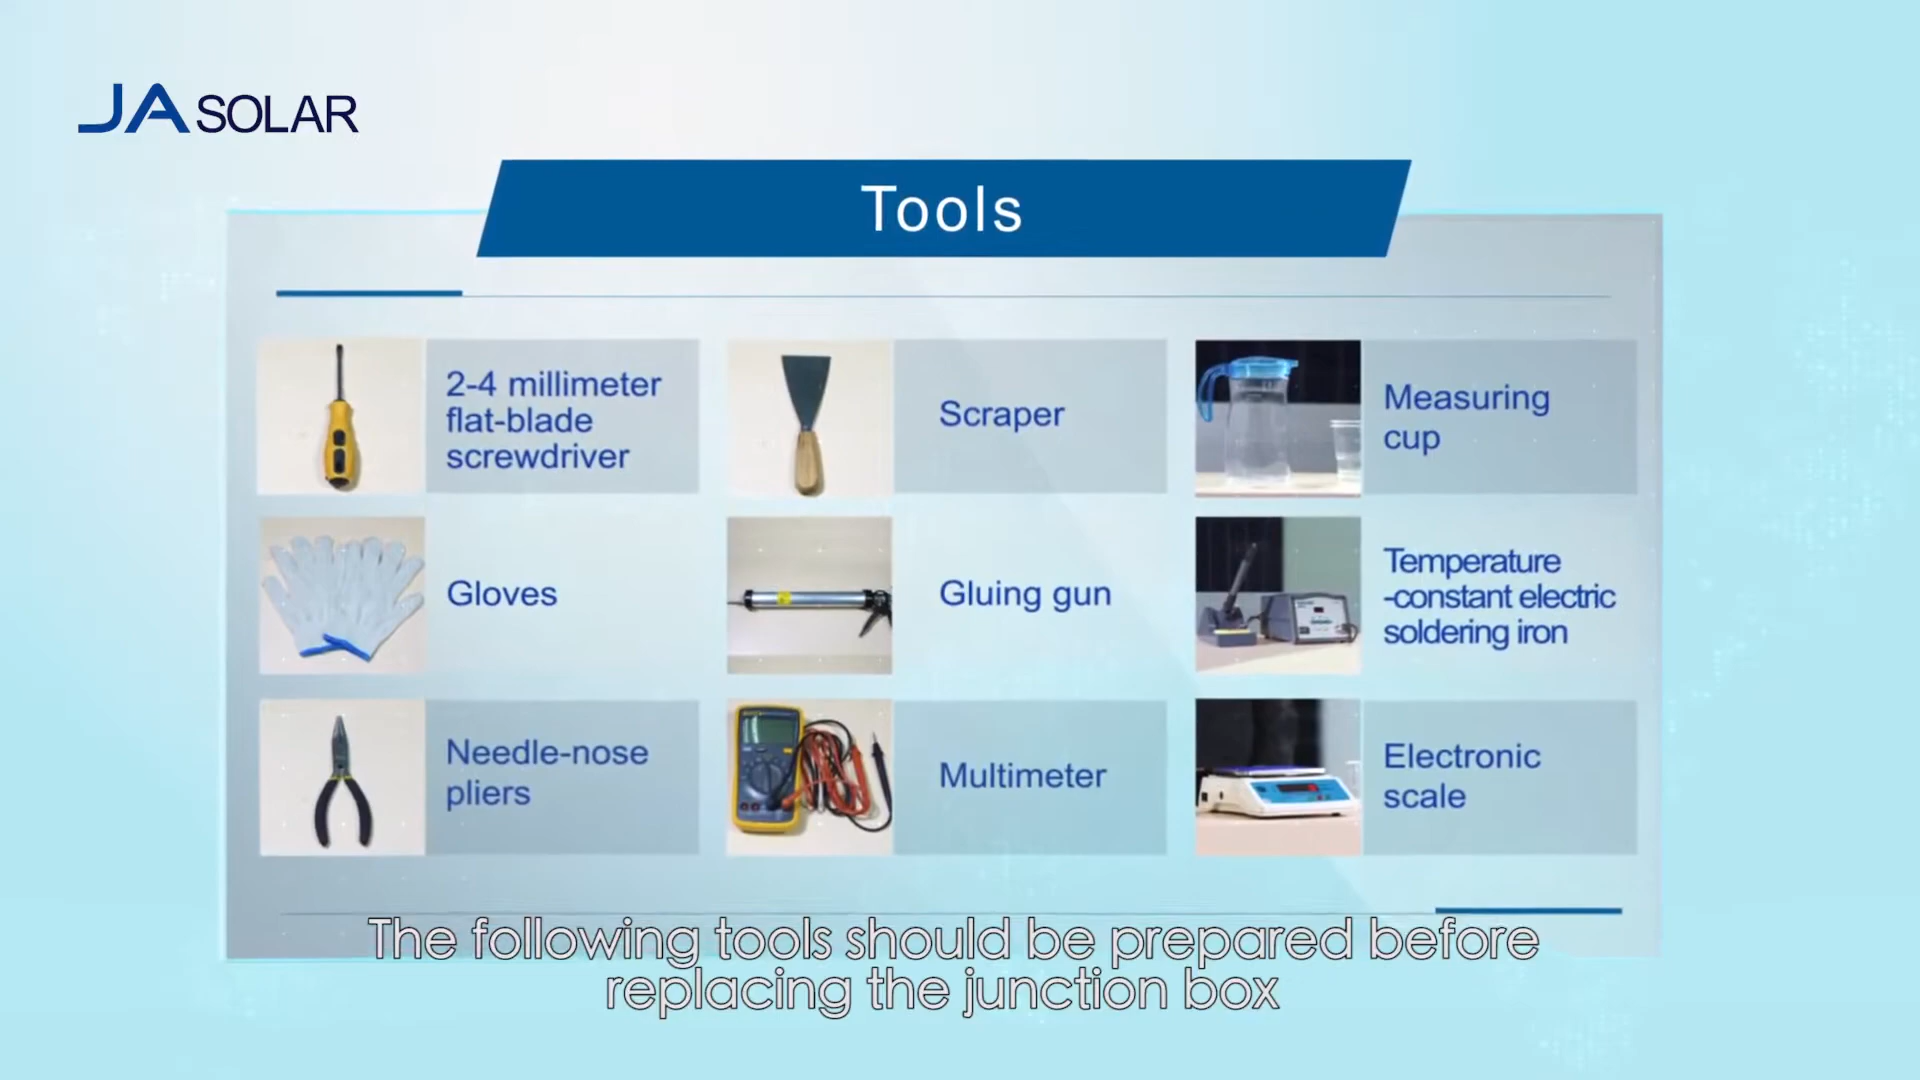 JA SOLAR
Tools
2-4 millimeter
flat-blade
screwdriver
Scraper
Measuring
cup
Gloves
Gluing gun
Temperature
-constant electric
soldering iron
Needle-nose
pliers
Multimeter
Electronic
scale
The following tools should be prepared before
replacing the junction box